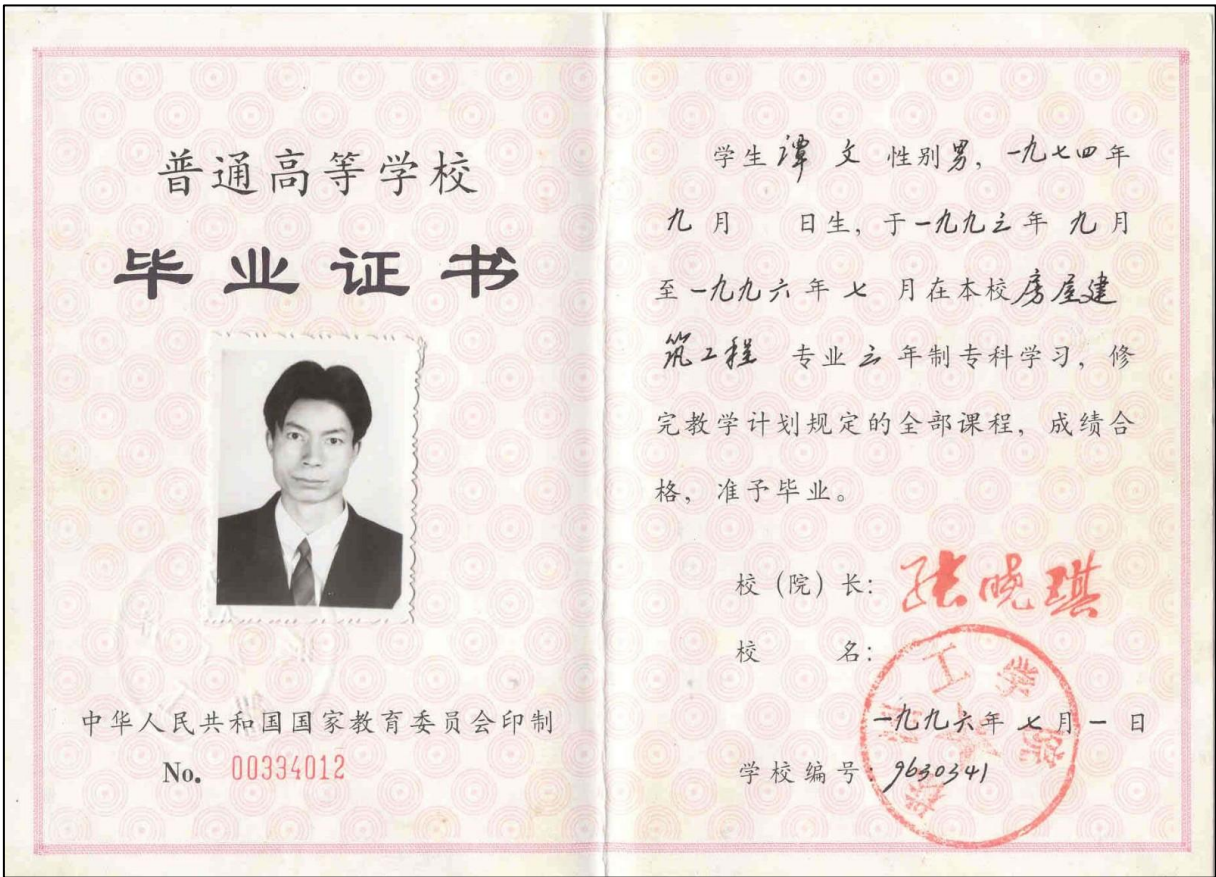 普通高等学校
毕业证书
中华人民共和国国家教育委员会印制
No. 00334012
学生谭 文 性别男, 一九七四年
九月 日生, 于一九九三年 九月
至一九九六年 七 月在本校房屋建
筑工程 专业三年制专科学习, 修
完教学计划规定的全部课程, 成绩合
格, 准予毕业。
校 (院) 长: 张晓琪
校 名:
工学院
一九九六年 七月一日
学校编号: 9630341